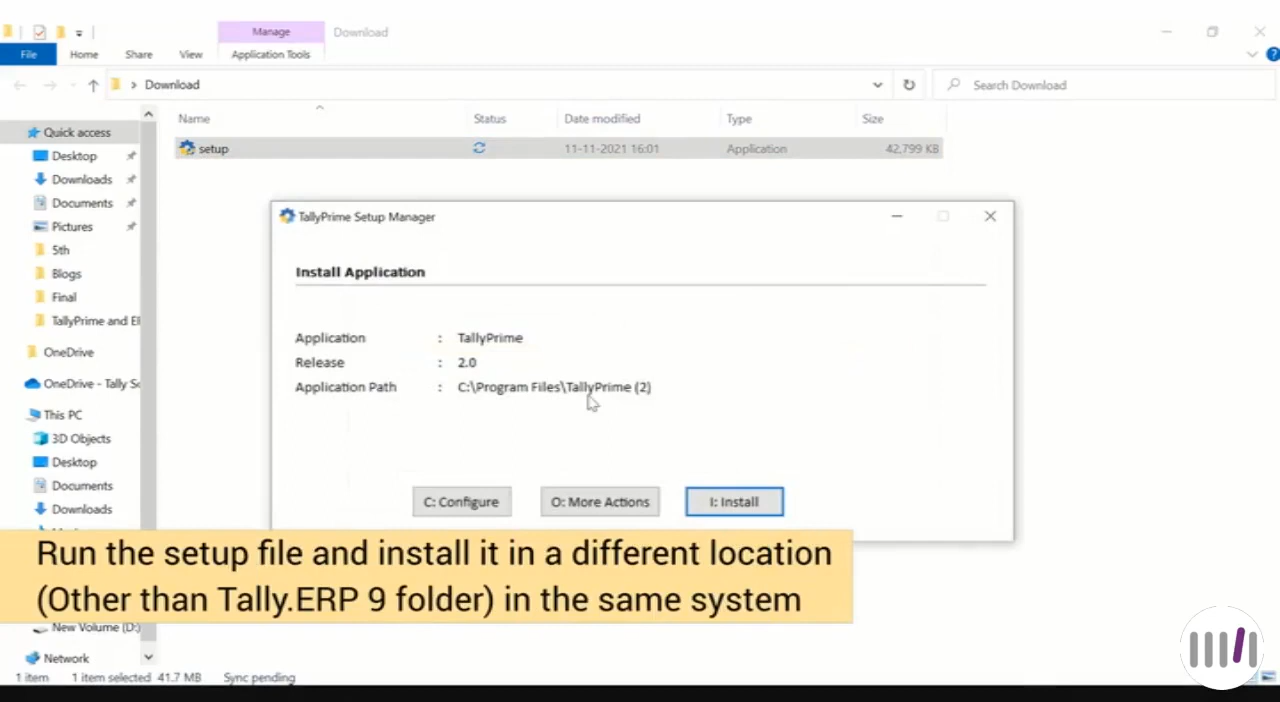 Manage
Download
File
Home
Share
View
Application Tools
Download
Search Download
Name
Status
Date modified
Type
Size
setup
11-11-2021 16:01
Application
42,799 KB
Quick access
Desktop
Downloads
Documents
Pictures
5th
Blogs
Final
TallyPrime and E
OneDrive
OneDrive - Tally So
This PC
3D Objects
Desktop
Documents
Downloads
New Volume (D:)
Network
TallyPrime Setup Manager
Install Application
Application : TallyPrime
Release : 2.0
Application Path : C:\Program Files\TallyPrime (2)
C: Configure
O: More Actions
I: Install
Run the setup file and install it in a different location
(Other than Tally.ERP 9 folder) in the same system
1 item
1 item selected 41.7 MB
Sync pending